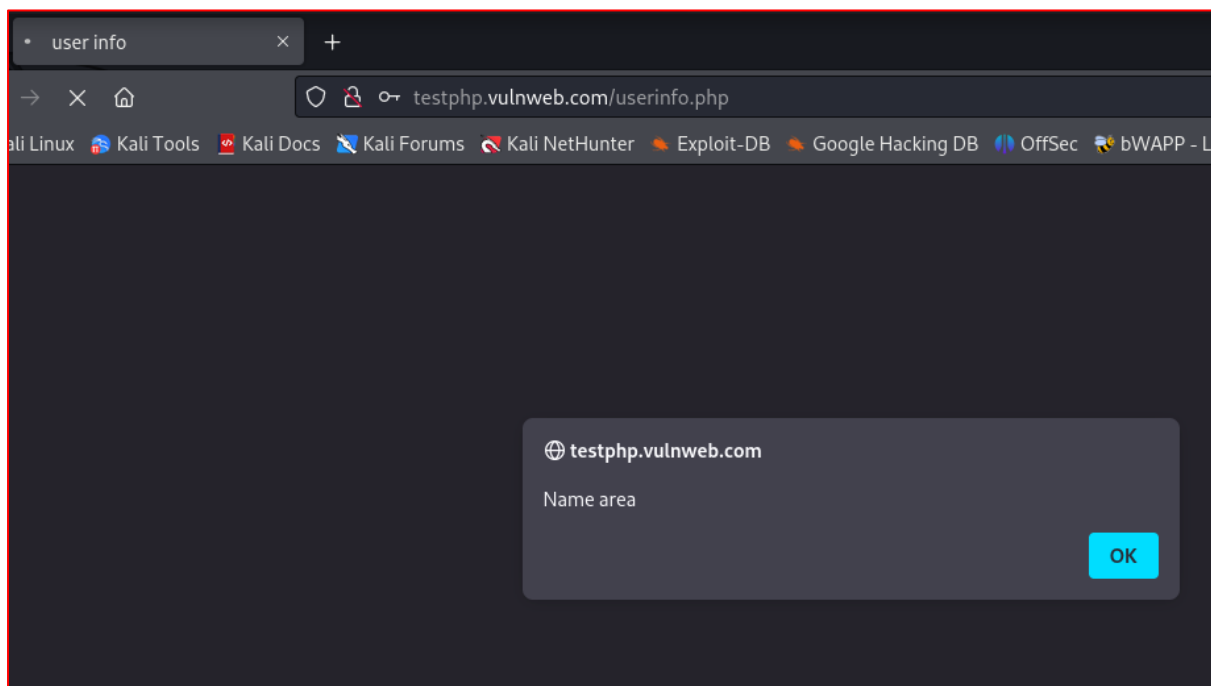 user info
testphp.vulnweb.com/userinfo.php
ali Linux Kali Tools Kali Docs Kali Forums Kali NetHunter Exploit-DB Google Hacking DB OffSec bWAPP - L
testphp.vulnweb.com
Name area
OK